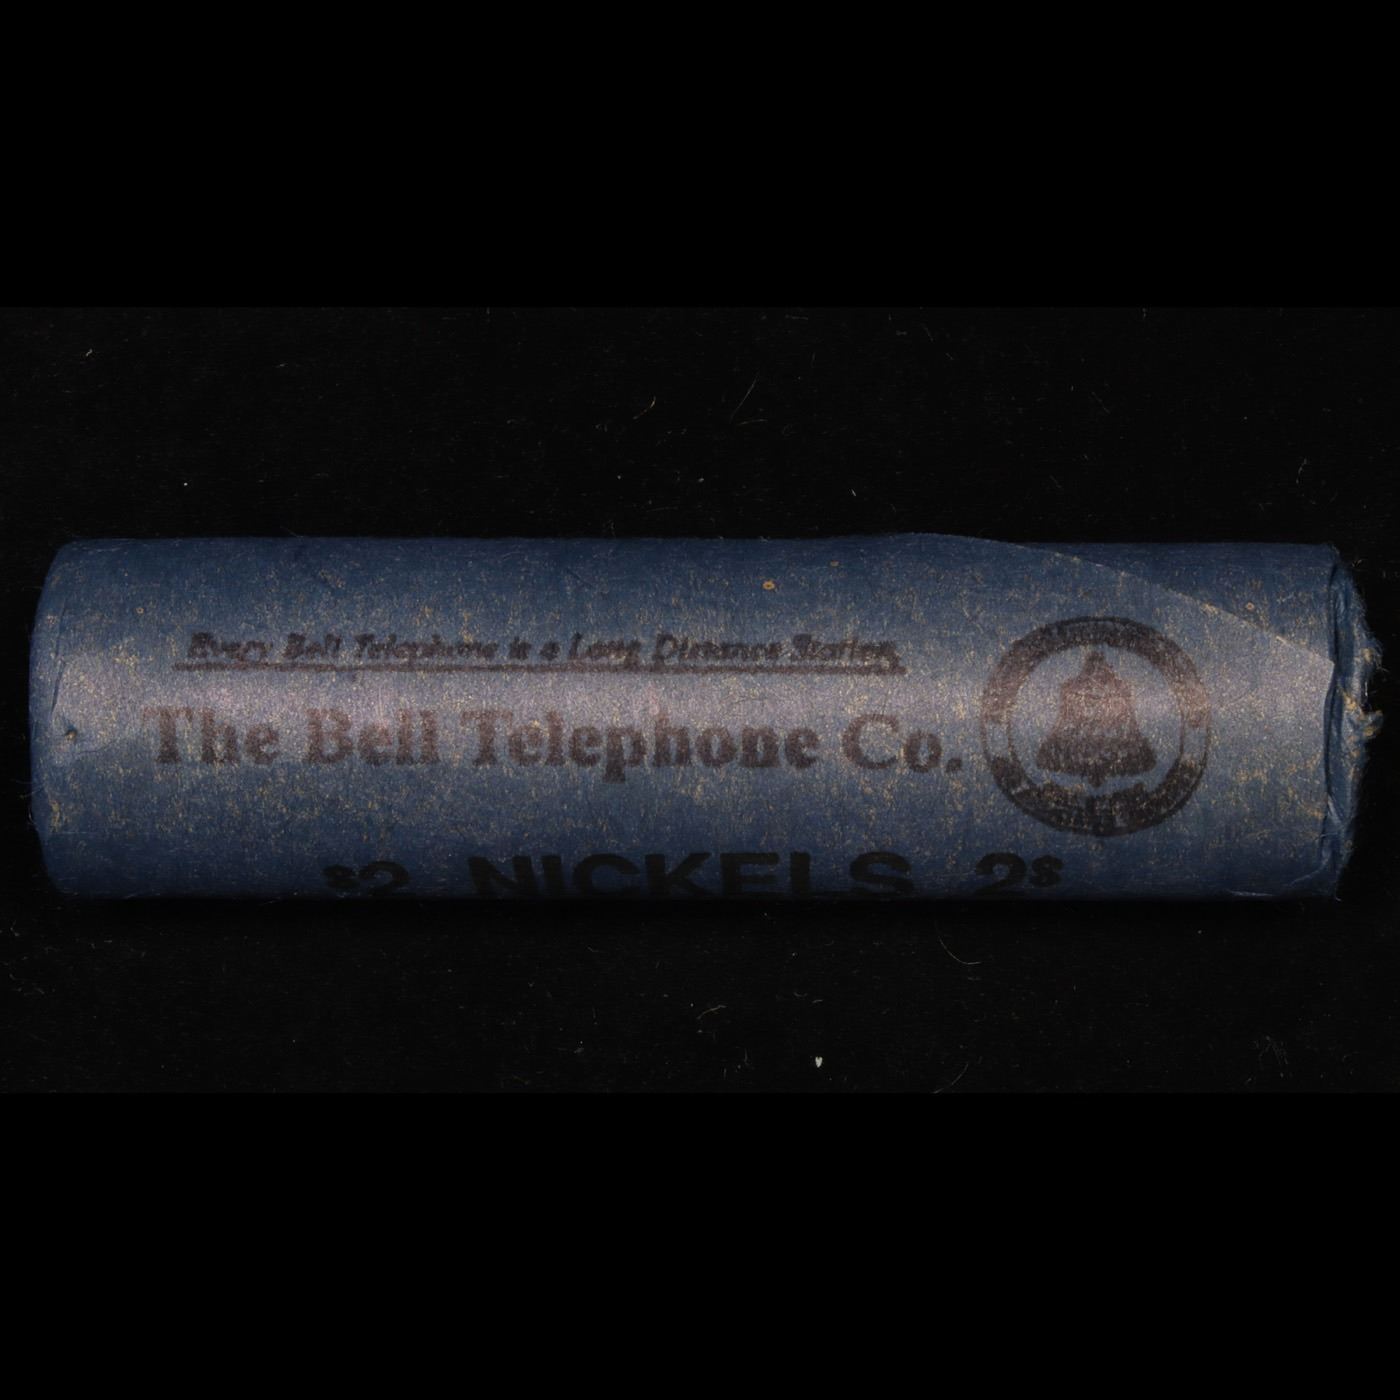 Every Bell Telephone is a Long Distance Station
The Bell Telephone Co.
$2 NICKELS 2$